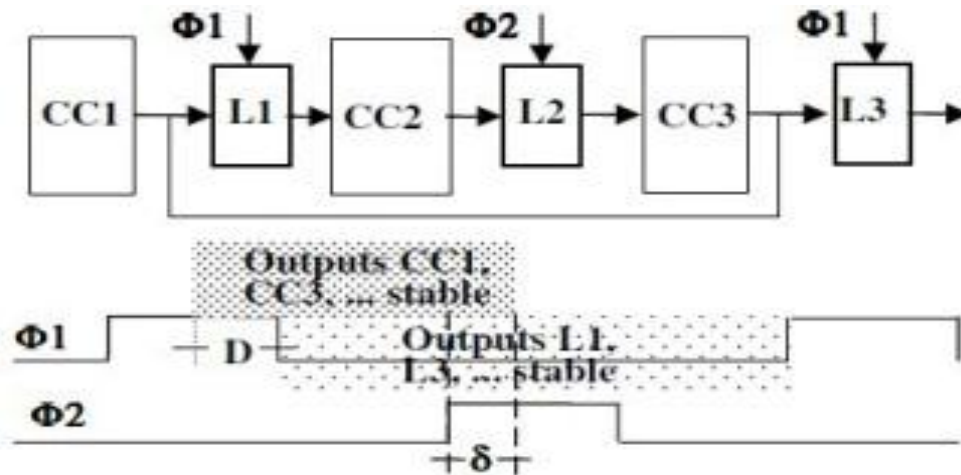 Φ1
Φ2
Φ1
CC1
L1
CC2
L2
CC3
L3
Outputs CC1,
CC3, ... stable
Φ1
D
Outputs L1,
L3, ... stable
Φ2
δ